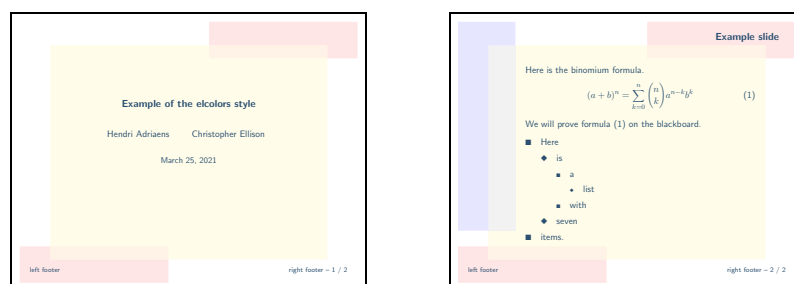 Example of the elcolors style
Hendri Adriaens Christopher Ellison
March 25, 2021
left footer right footer – 1 / 2
Example slide
Here is the binomium formula.
(a + b)^n = ∑_{k=0}^{n} \binom{n}{k} a^{n−k} b^k (1)
We will prove formula (1) on the blackboard.
■ Here
◆ is
■ a
◆ list
■ with
◆ seven
■ items.
left footer right footer – 2 / 2